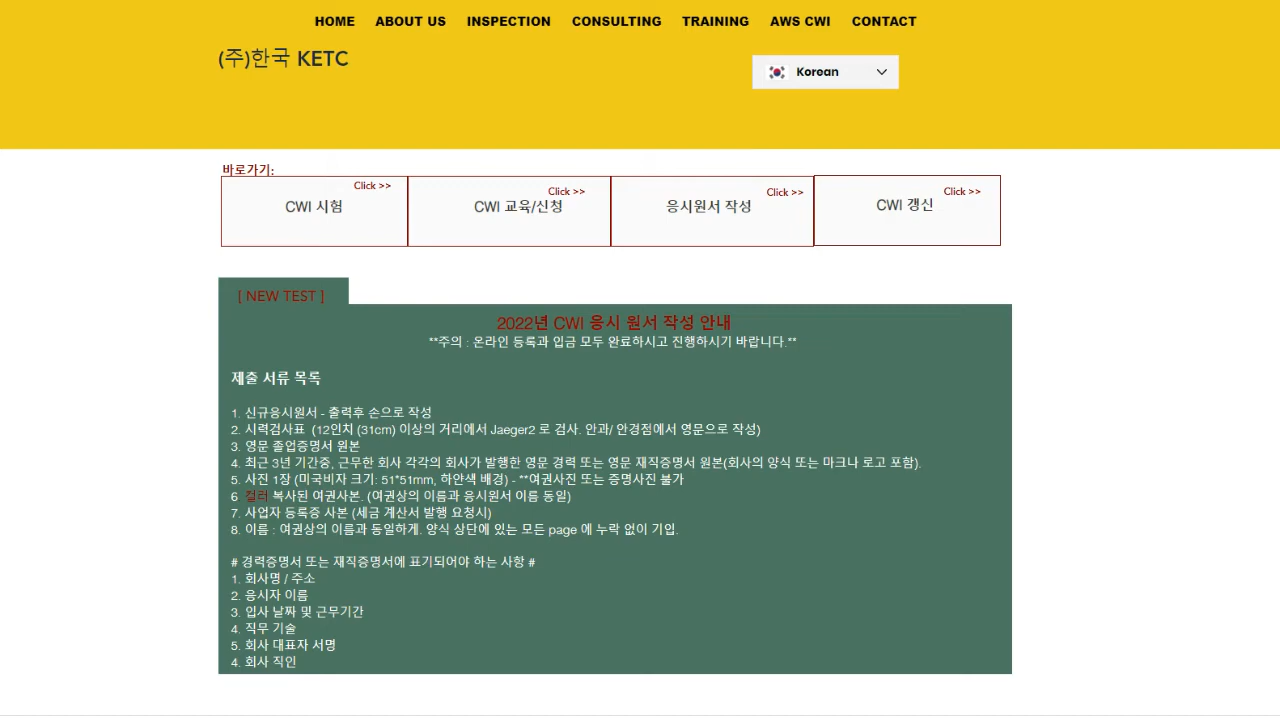 HOME ABOUT US INSPECTION CONSULTING TRAINING AWS CWI CONTACT
(주)한국 KETC
Korean
바로가기:
Click >> Click >> Click >> Click >>
CWI 시험 CWI 교육/신청 응시원서 작성 CWI 갱신
[ NEW TEST ]
2022년 CWI 응시 원서 작성 안내
**주의 : 온라인 등록과 입금 모두 완료하시고 진행하시기 바랍니다.**
제출 서류 목록
1. 신규응시원서 - 출력후 손으로 작성
2. 시력검사표 (12인치 (31cm) 이상의 거리에서 Jaeger2 로 검사. 안과/ 안경점에서 영문으로 작성)
3. 영문 졸업증명서 원본
4. 최근 3년 기간중, 근무한 회사 각각의 회사가 발행한 영문 경력 또는 영문 재직증명서 원본(회사의 양식 또는 마크나 로고 포함).
5. 사진 1장 (미국비자 크기: 51*51mm, 하얀색 배경) - **여권사진 또는 증명사진 불가
6 컬러 복사된 여권사본. (여권상의 이름과 응시원서 이름 동일)
7. 사업자 등록증 사본 (세금 계산서 발행 요청시)
8. 이름 : 여권상의 이름과 동일하게. 양식 상단에 있는 모든 page 에 누락 없이 기입.
# 경력증명서 또는 재직증명서에 표기되어야 하는 사항 #
1. 회사명 / 주소
2. 응시자 이름
3. 입사 날짜 및 근무기간
4. 직무 기술
5. 회사 대표자 서명
4. 회사 직인